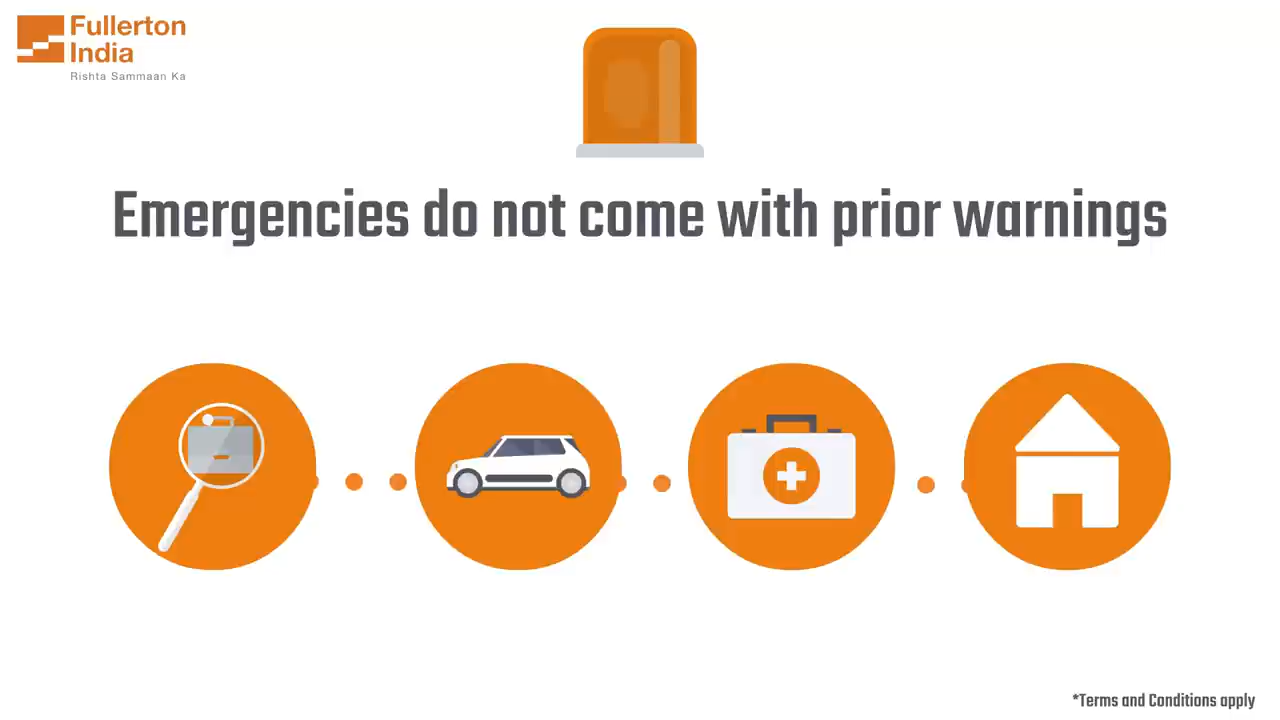 Fullerton
India
Rishta Sammaan Ka
Emergencies do not come with prior warnings
*Terms and Conditions apply